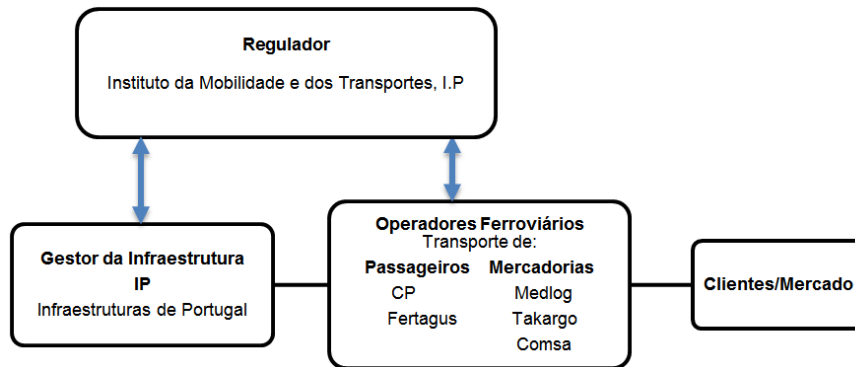 Regulador
Instituto da Mobilidade e dos Transportes, I.P
Gestor da Infraestrutura
IP
Infraestruturas de Portugal
Operadores Ferroviários
Transporte de:
Passageiros Mercadorias
CP Medlog
Fertagus Takargo
Comsa
Clientes/Mercado